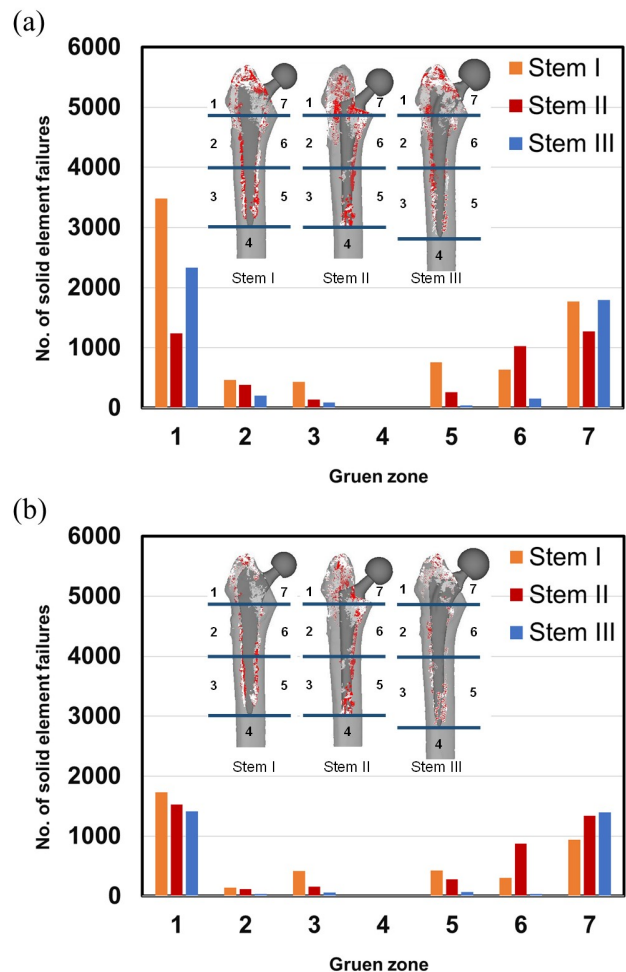 (a)
6000
5000
4000
3000
2000
1000
0
No. of solid element failures
Stem I
Stem II
Stem III
1 7
2 6
3 5
4
Stem I
1 7
2 6
3 5
4
Stem II
1 7
2 6
3 5
4
Stem III
1 2 3 4 5 6 7
Gruen zone
(b)
6000
5000
4000
3000
2000
1000
0
No. of solid element failures
Stem I
Stem II
Stem III
1 7
2 6
3 5
4
Stem I
1 7
2 6
3 5
4
Stem II
1 7
2 6
3 5
4
Stem III
1 2 3 4 5 6 7
Gruen zone